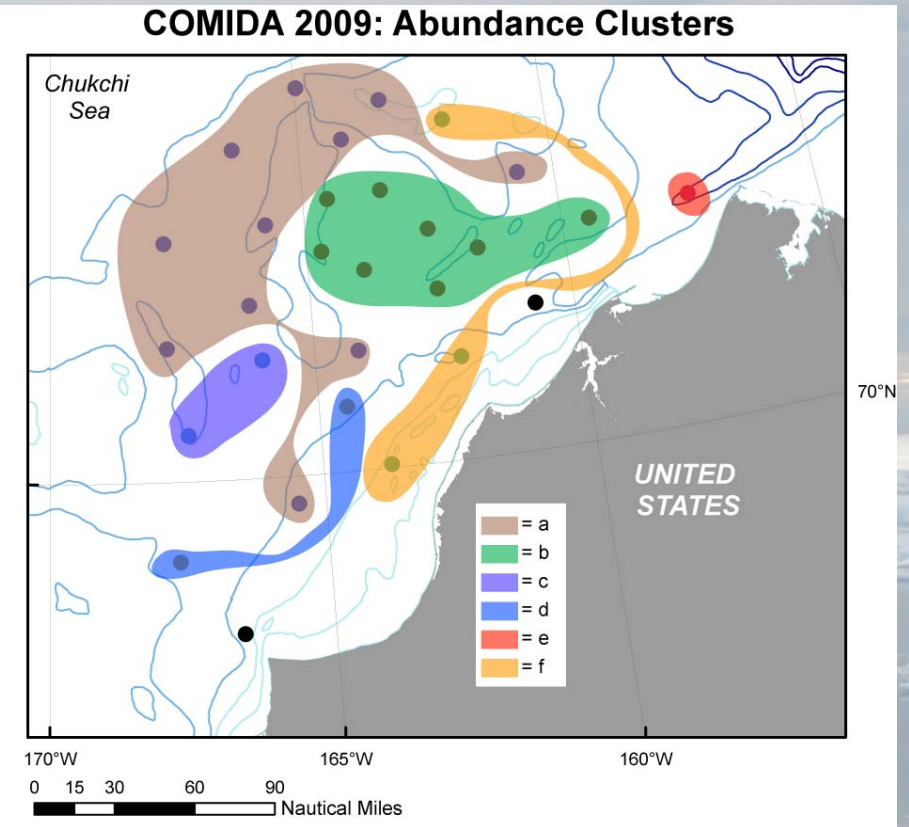 COMIDA 2009: Abundance Clusters
Chukchi
Sea
70°N
UNITED
STATES
= a
= b
= c
= d
= e
= f
170°W
165°W
160°W
0 15 30 60 90
Nautical Miles